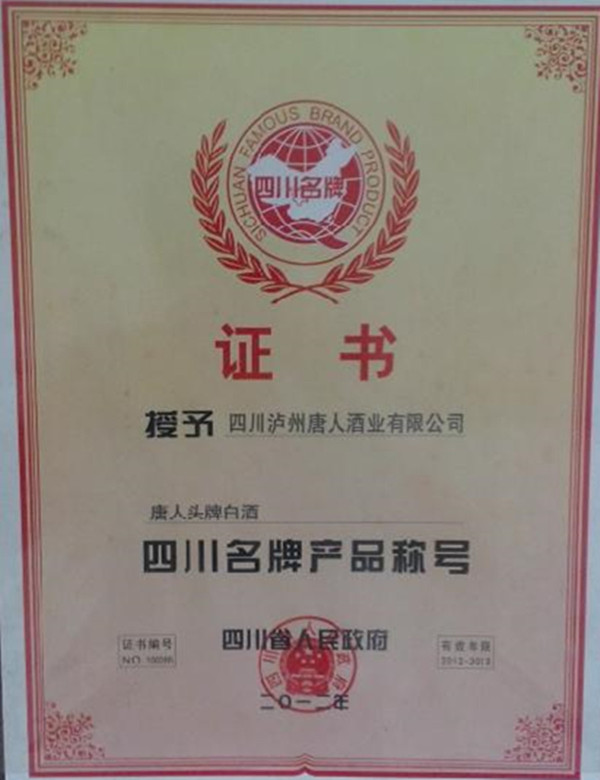 SICHUAN FAMOUS BRAND PRODUCT
四川名牌
证书
授予 四川泸州唐人酒业有限公司
唐人头牌白酒
四川名牌产品称号
四川省人民政府
证书编号
NO
有效年限
二〇一二年